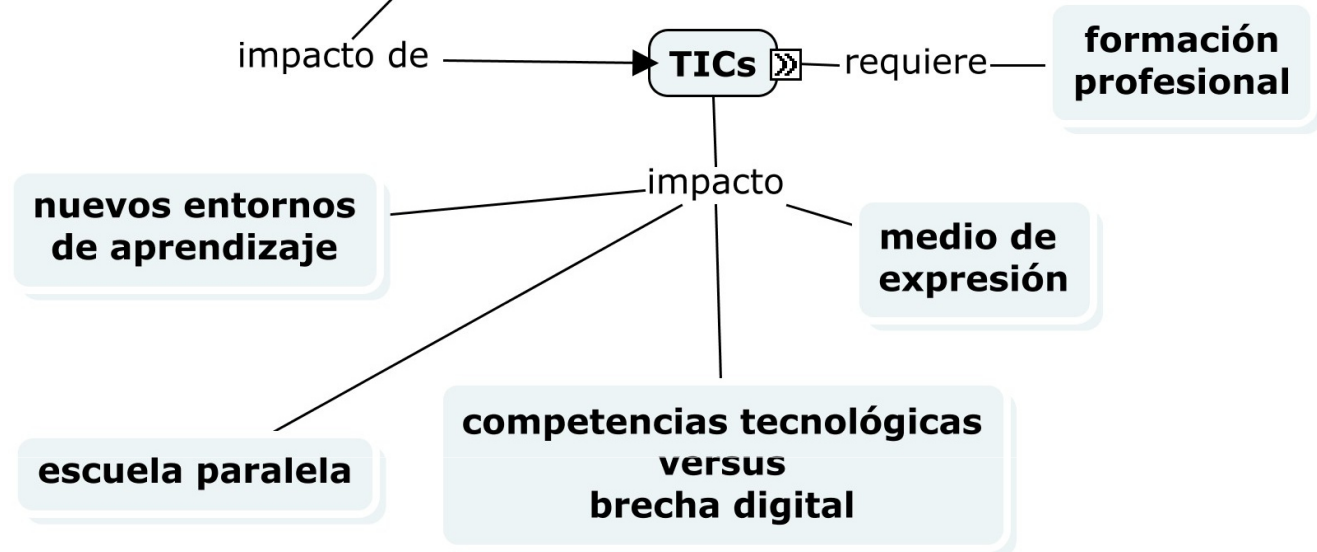 impacto de
TICs
requiere
formación
profesional
impacto
nuevos entornos
de aprendizaje
medio de
expresión
escuela paralela
competencias tecnológicas
versus
brecha digital